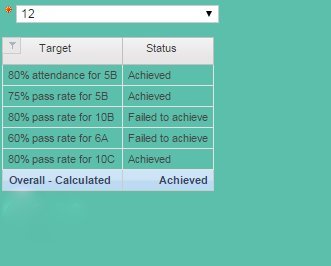 * 12
Target Status
80% attendance for 5B Achieved
75% pass rate for 5B Achieved
80% pass rate for 10B Failed to achieve
60% pass rate for 6A Failed to achieve
80% pass rate for 10C Achieved
Overall - Calculated Achieved